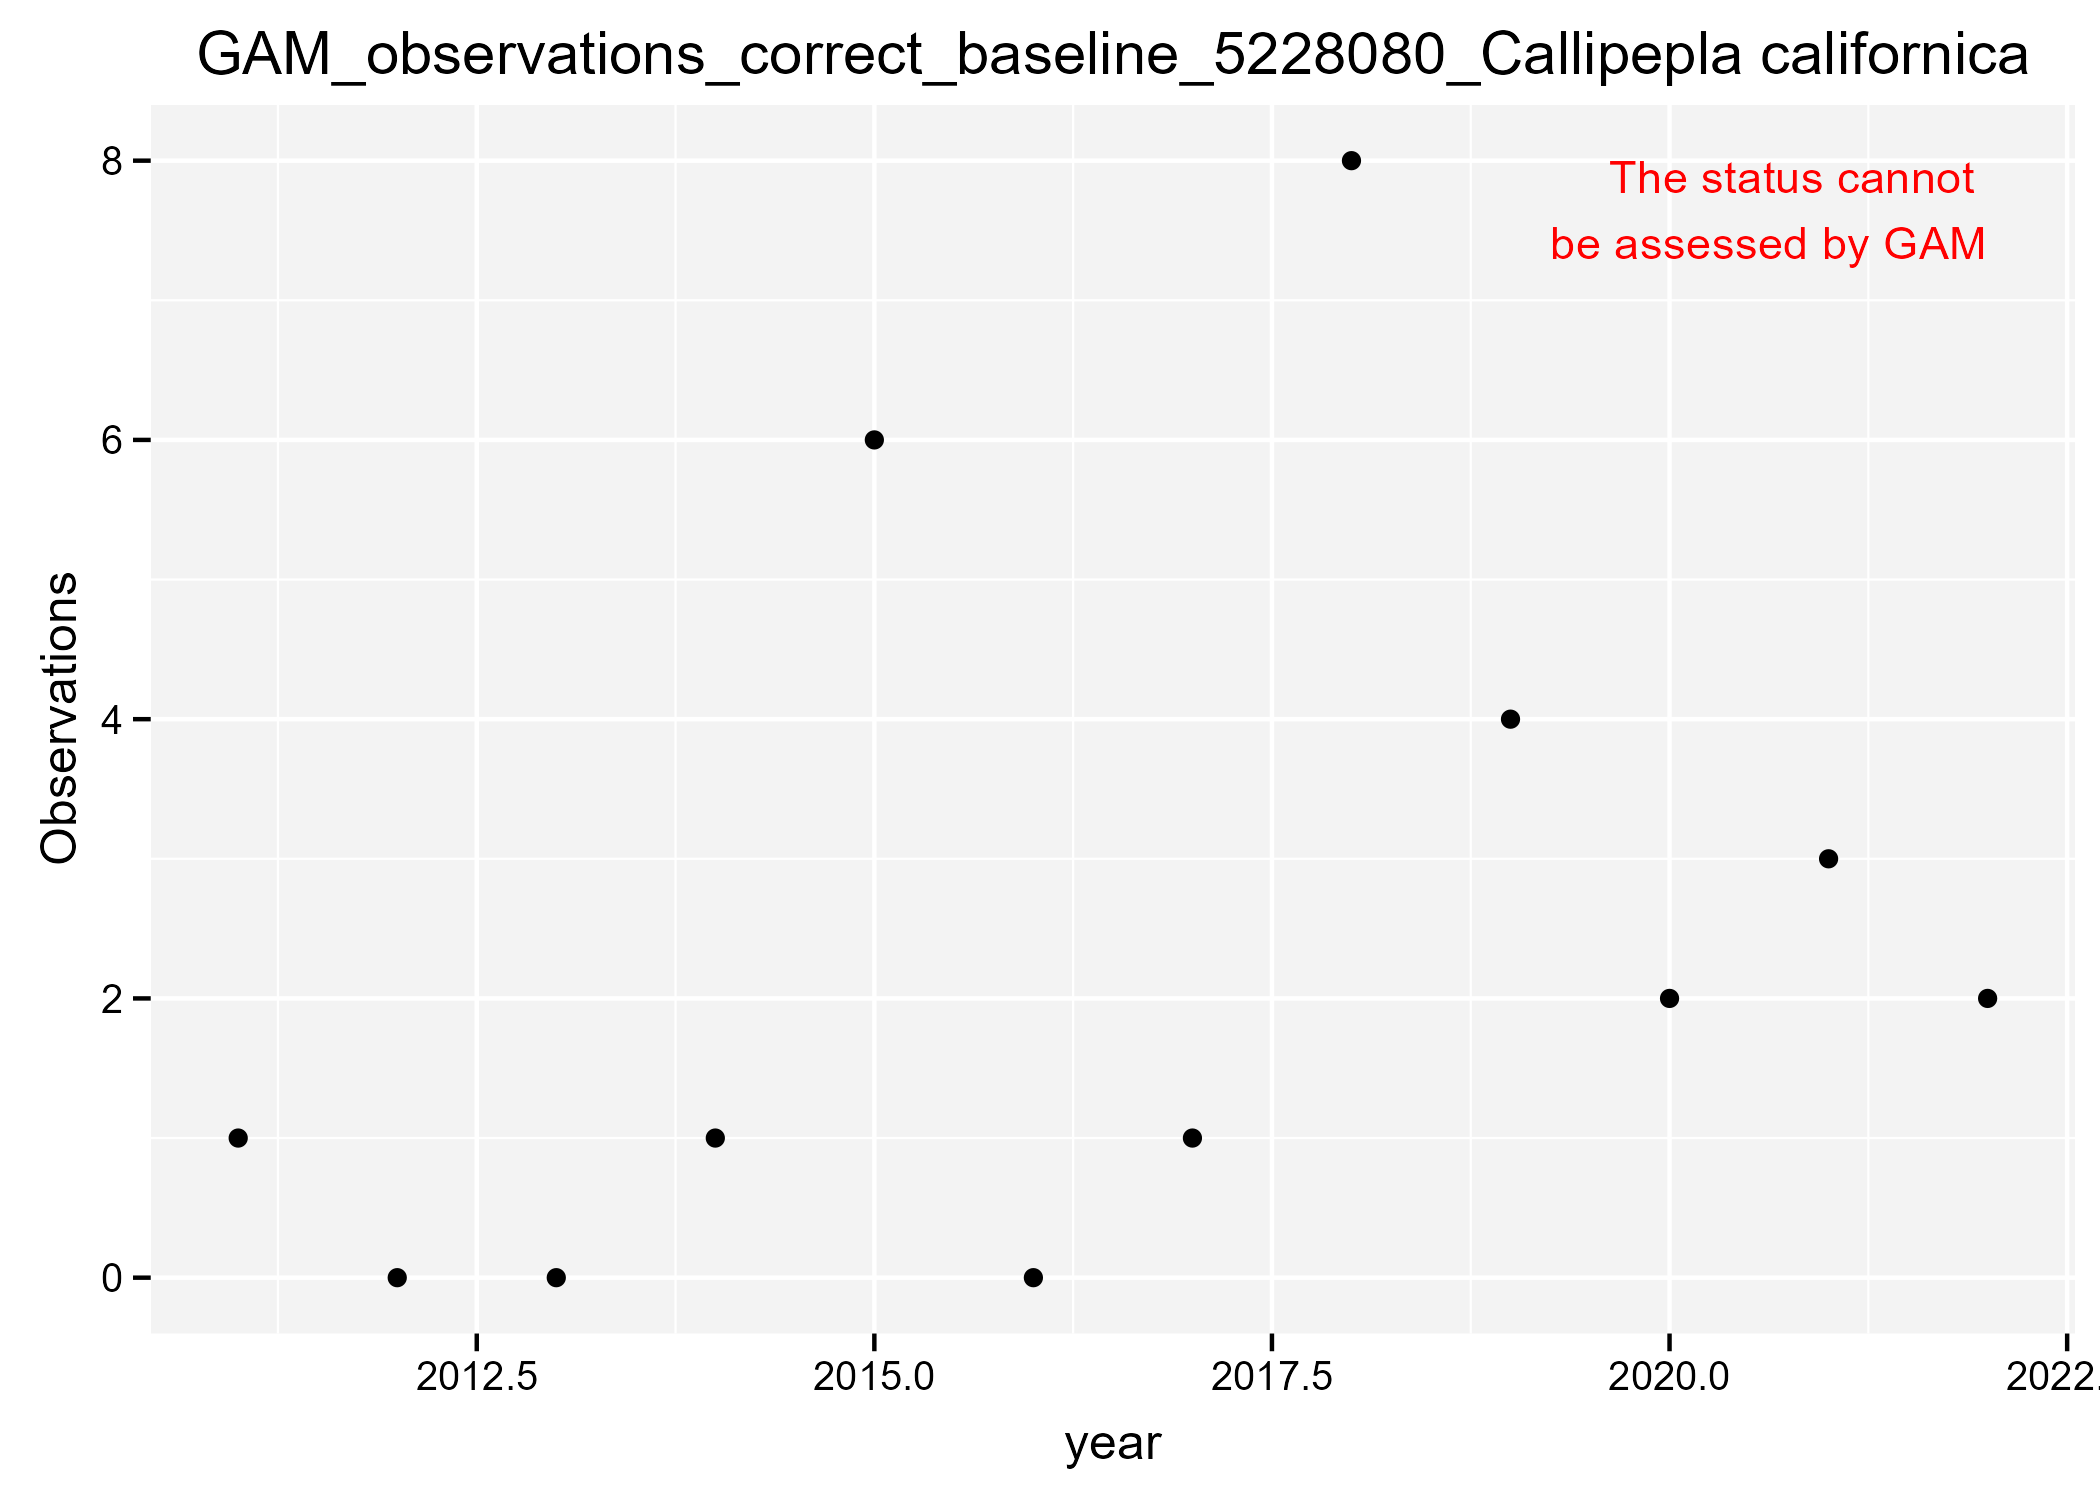 GAM_observations_correct_baseline_5228080_Callipepla californica
The status cannot
be assessed by GAM
8
6
4
2
0
Observations
2012.5 2015.0 2017.5 2020.0 2022.
year